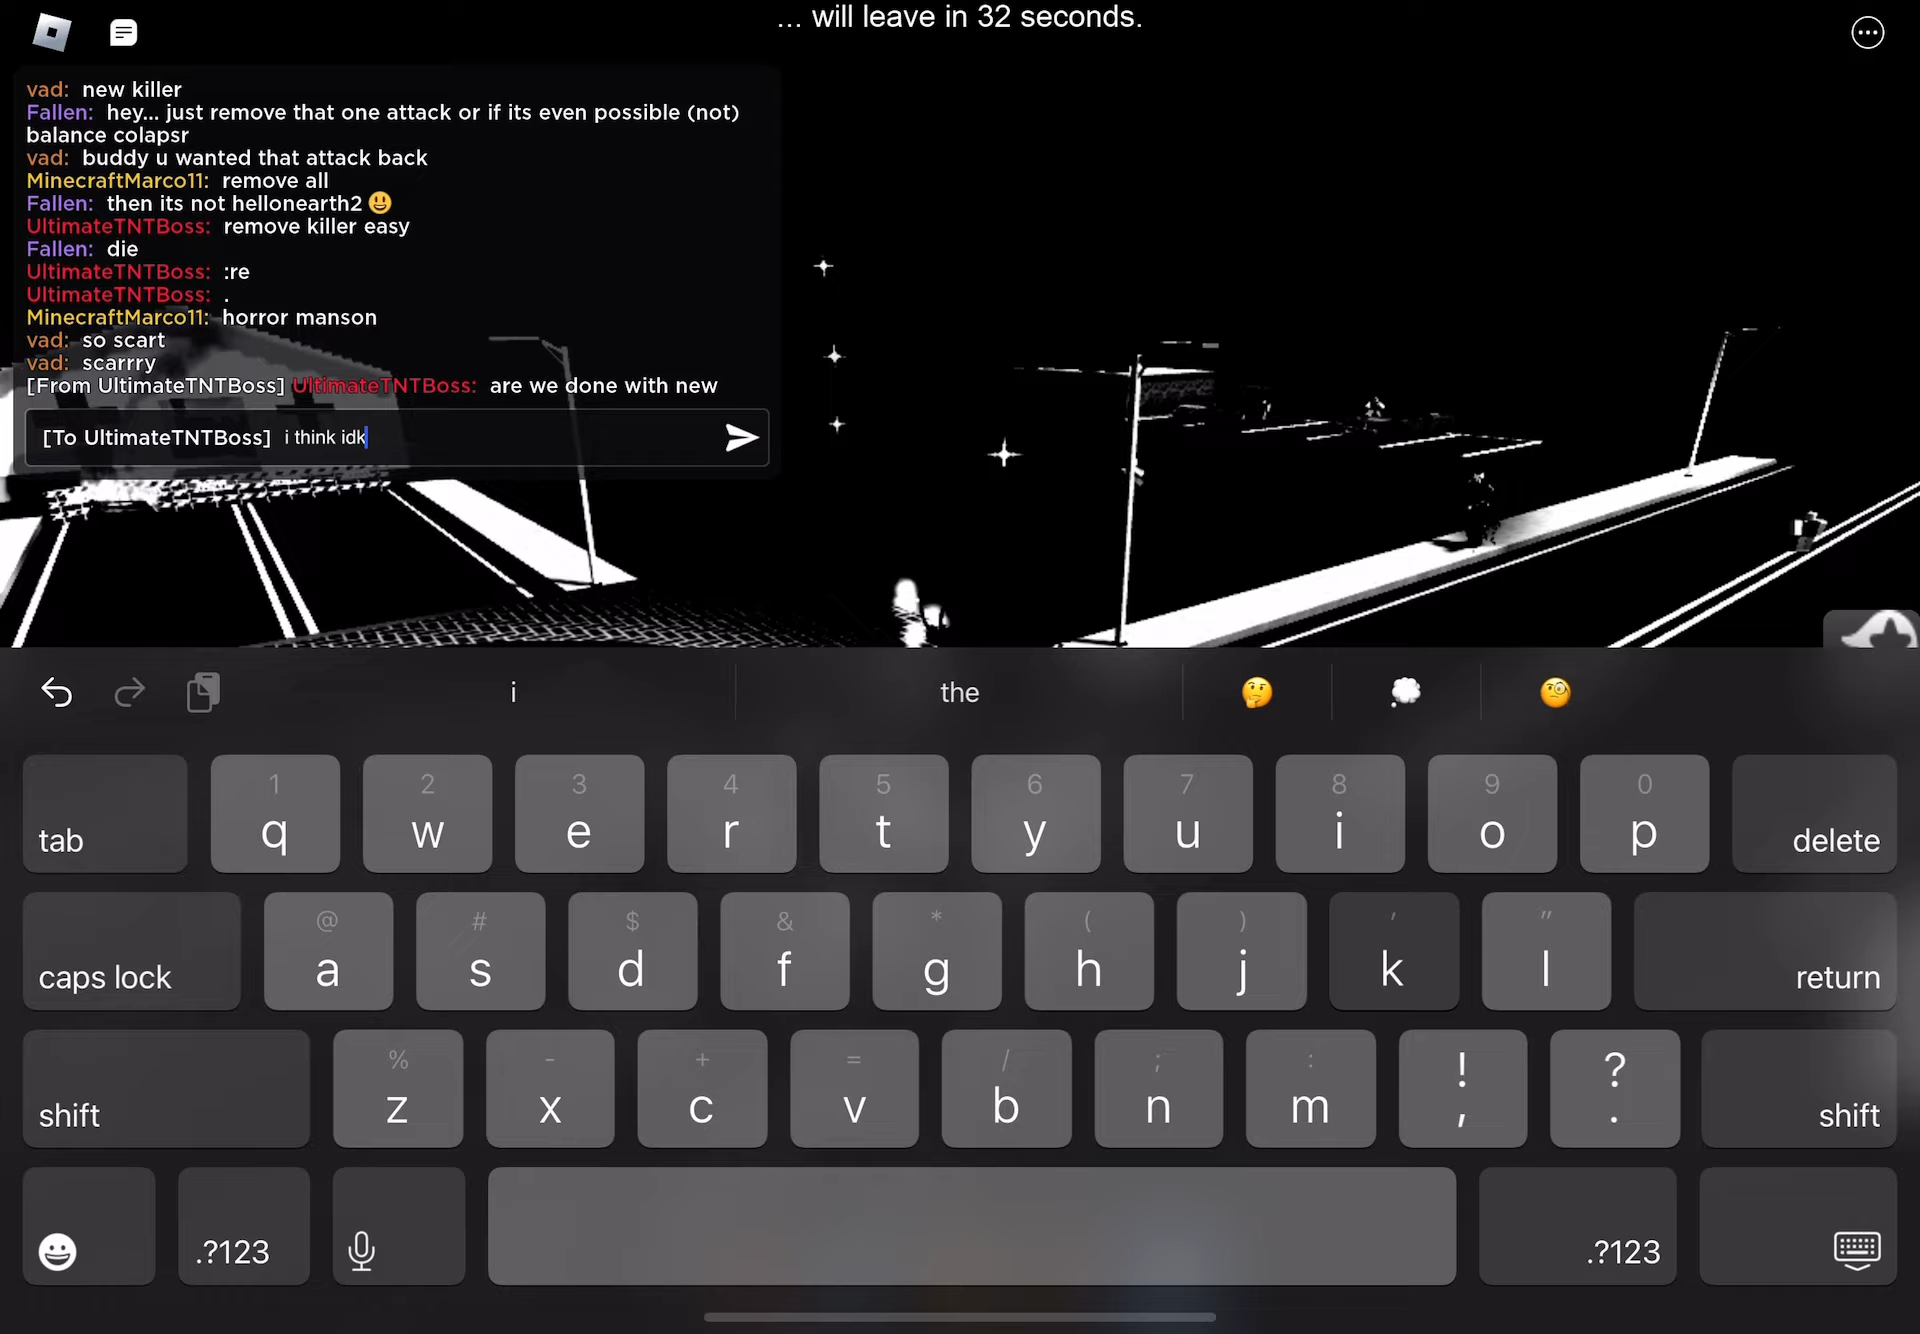 ... will leave in 32 seconds.
vad: new killer
Fallen: hey... just remove that one attack or if its even possible (not)
balance colapsr
vad: buddy u wanted that attack back
MinecraftMarco11: remove all
Fallen: then its not hellonearth2 😃
UltimateTNTBoss: remove killer easy
Fallen: die
UltimateTNTBoss: :re
UltimateTNTBoss: .
MinecraftMarco11: horror manson
vad: so scart
vad: scarrry
[From UltimateTNTBoss] UltimateTNTBoss: are we done with new
[To UltimateTNTBoss] i think idk
i the 🤔 💭 🧐
1 2 3 4 5 6 7 8 9 0
tab q w e r t y u i o p delete
@ # $ & * ( ) ' "
caps lock a s d f g h j k l return
% - + = / ; : ! ?
shift z x c v b n m , . shift
.?123 .?123